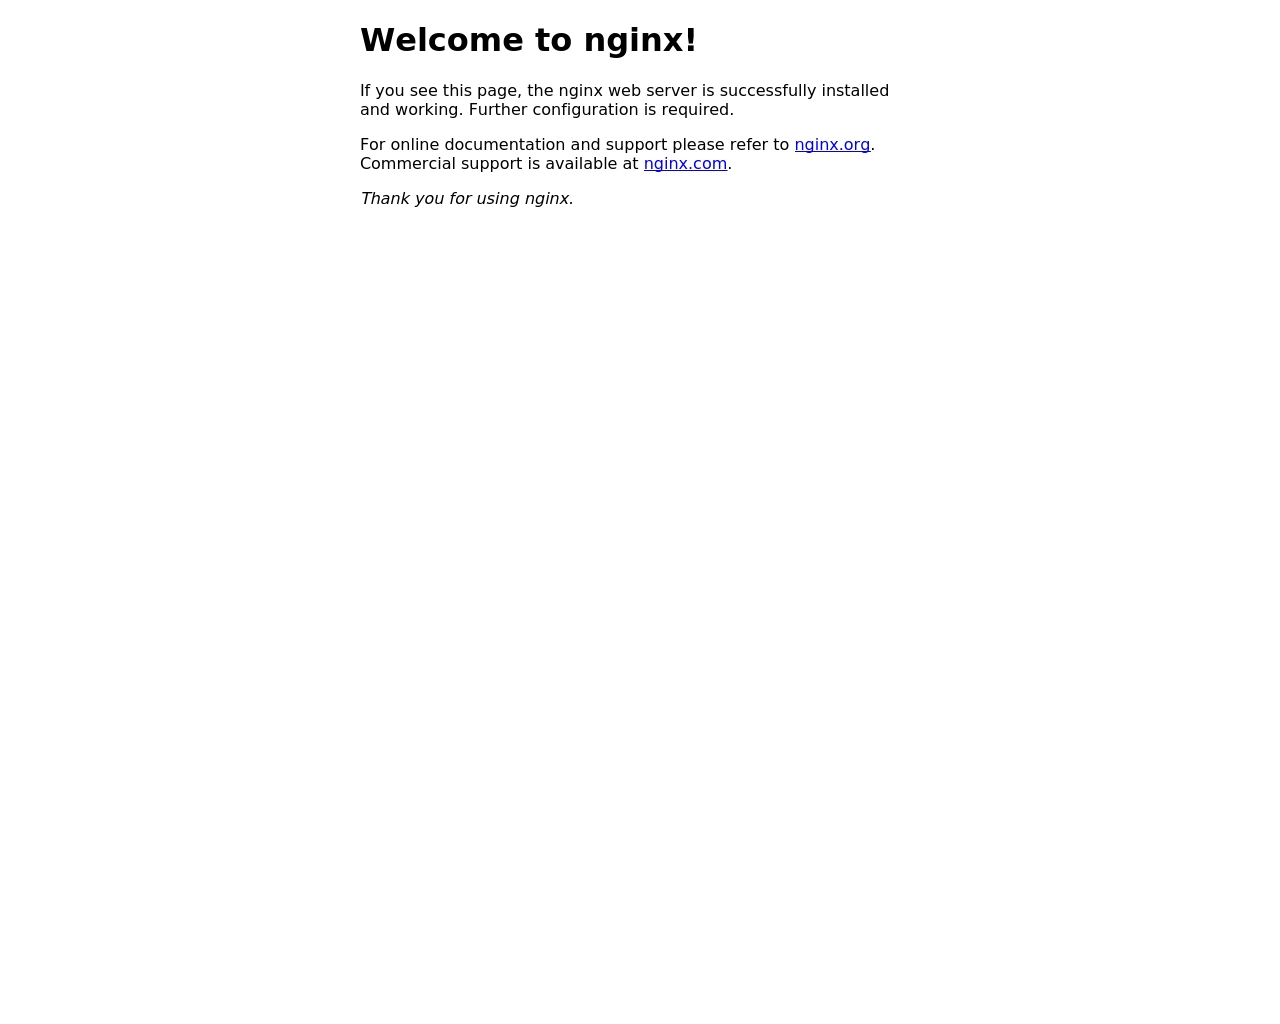 Welcome to nginx!
If you see this page, the nginx web server is successfully installed
and working. Further configuration is required.
For online documentation and support please refer to nginx.org.
Commercial support is available at nginx.com.
Thank you for using nginx.